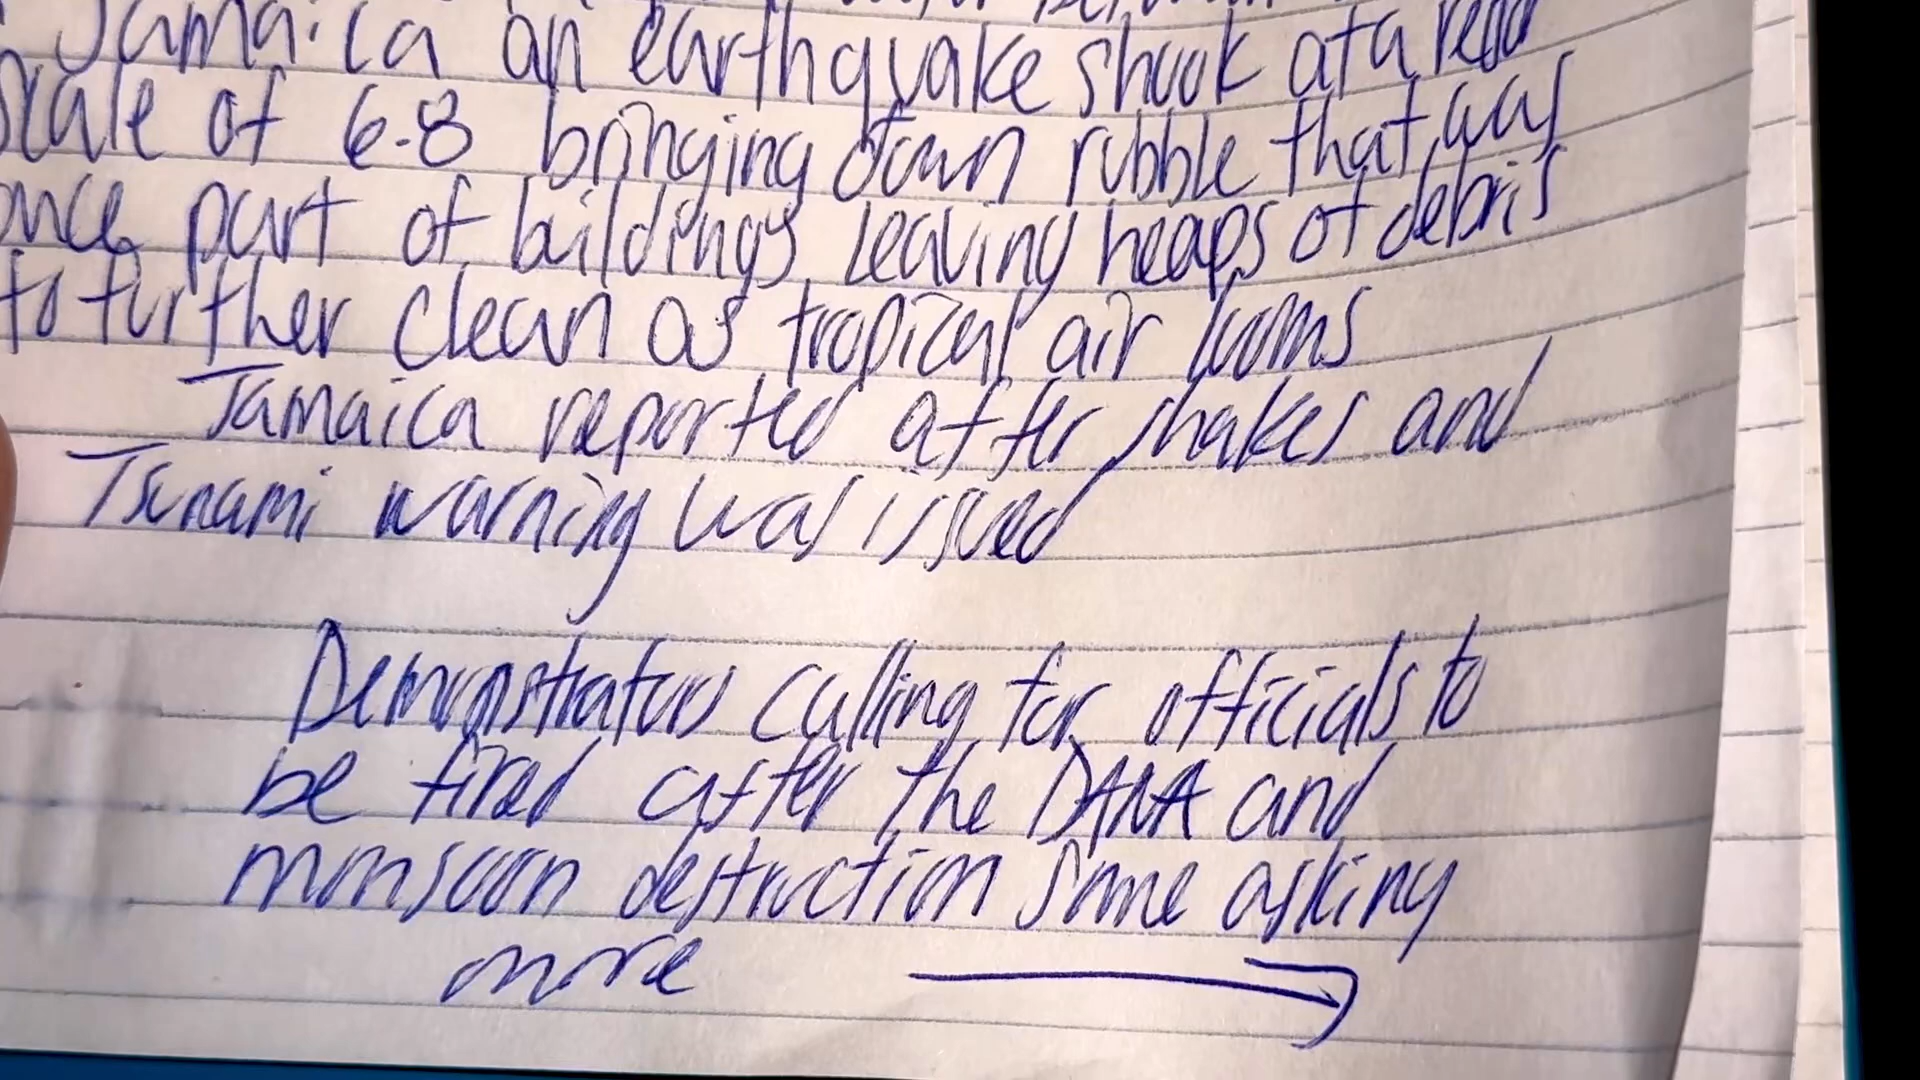 Jamaica an earthquake shook at a
scale of 6.8 bringing down rubble that was
once part of buildings leaving heaps of debris
to further clean as tropical air looms
Jamaica reported after shakes and
Tsunami warning was issued
Demonstrators calling for officials to
be fired after the DANA and
monsoon destruction some asking
more →